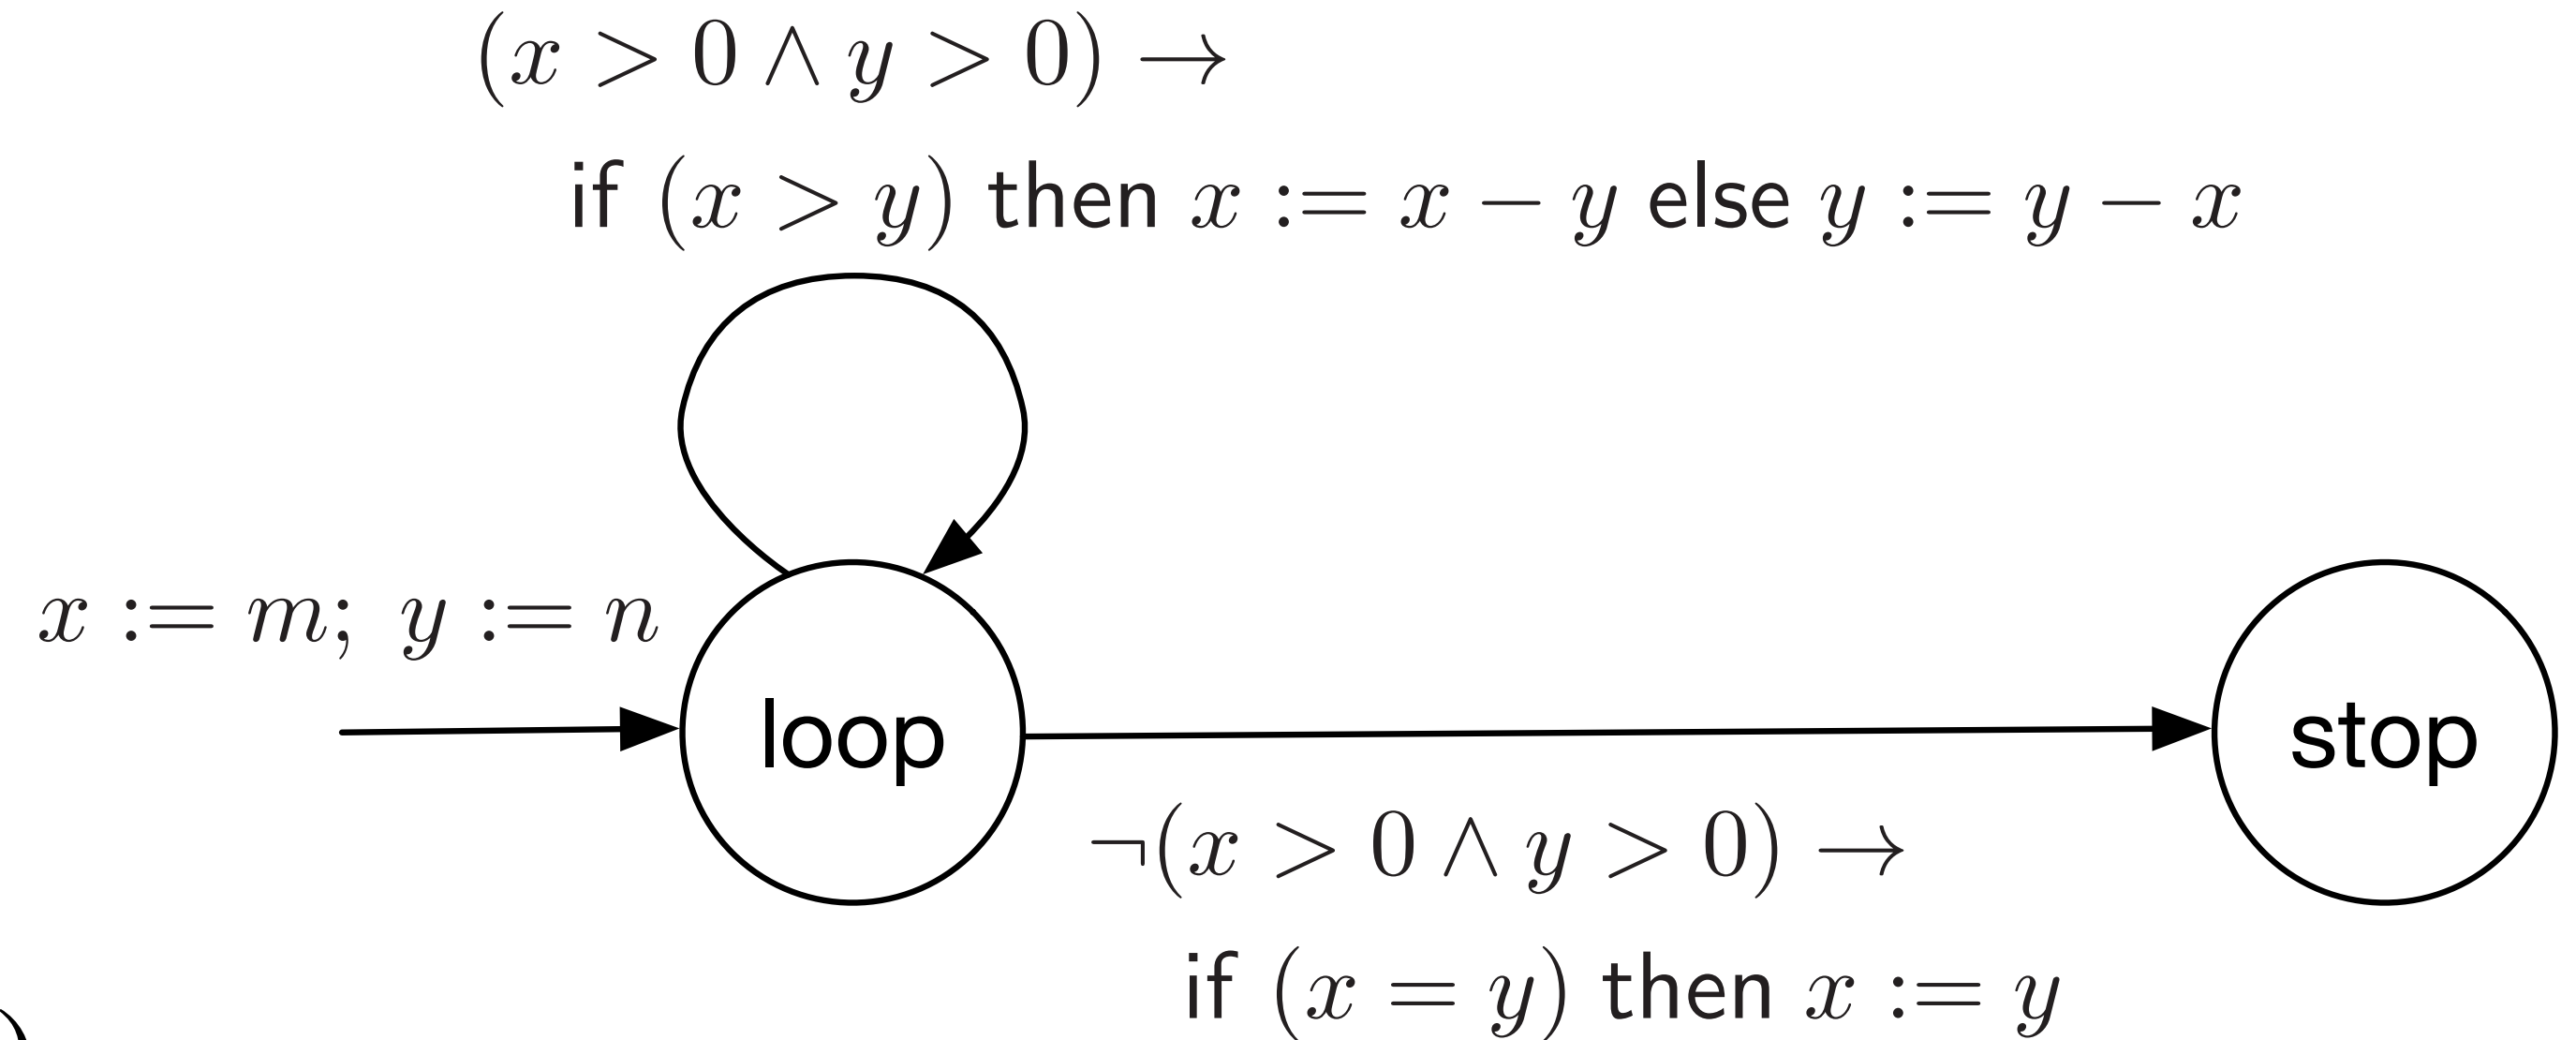 (x > 0 ∧ y > 0) →
if (x > y) then x := x − y else y := y − x
x := m; y := n
loop
stop
¬(x > 0 ∧ y > 0) →
if (x = y) then x := y
)